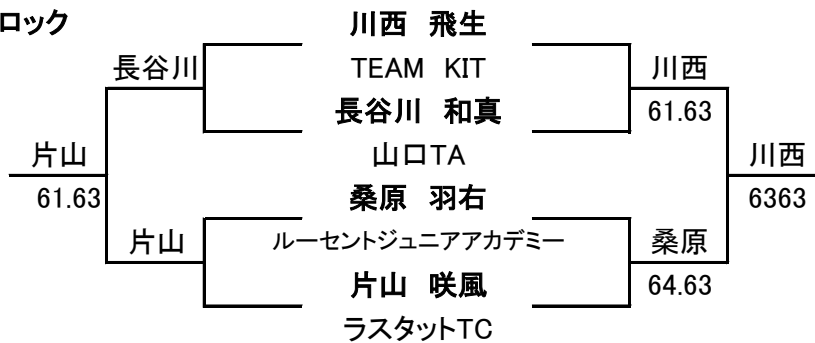 ロック
川西 飛生
長谷川
TEAM KIT
川西
長谷川 和真
61.63
片山
山口TA
川西
61.63
桑原 羽右
6363
片山
ルーセントジュニアアカデミー
桑原
片山 咲風
64.63
ラスタットTC